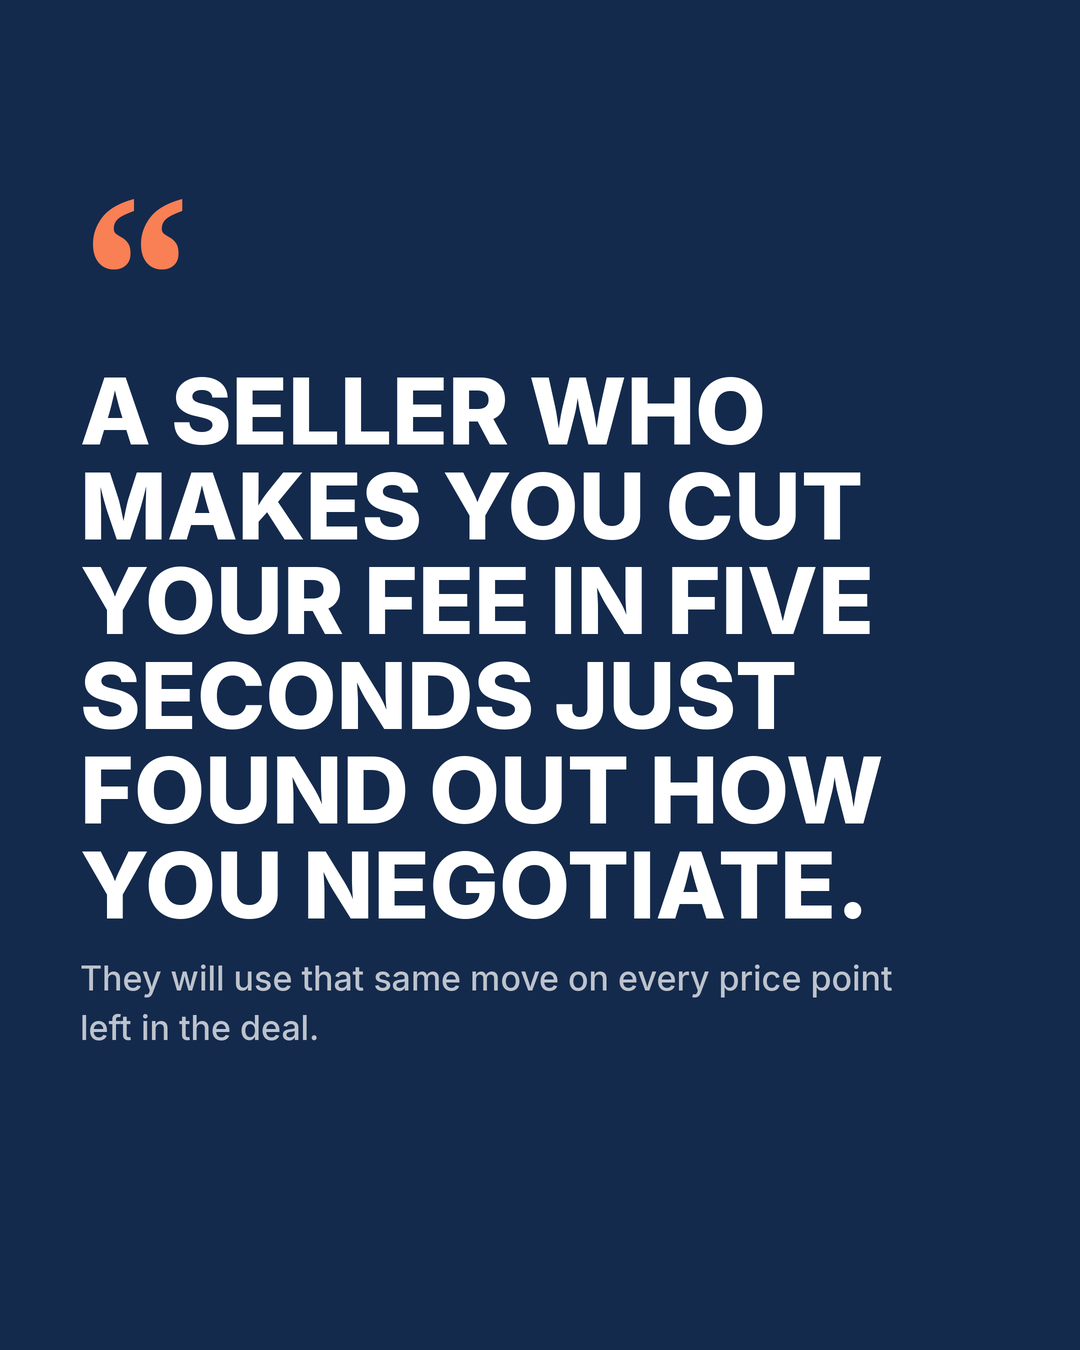 “
A SELLER WHO
MAKES YOU CUT
YOUR FEE IN FIVE
SECONDS JUST
FOUND OUT HOW
YOU NEGOTIATE.
They will use that same move on every price point
left in the deal.